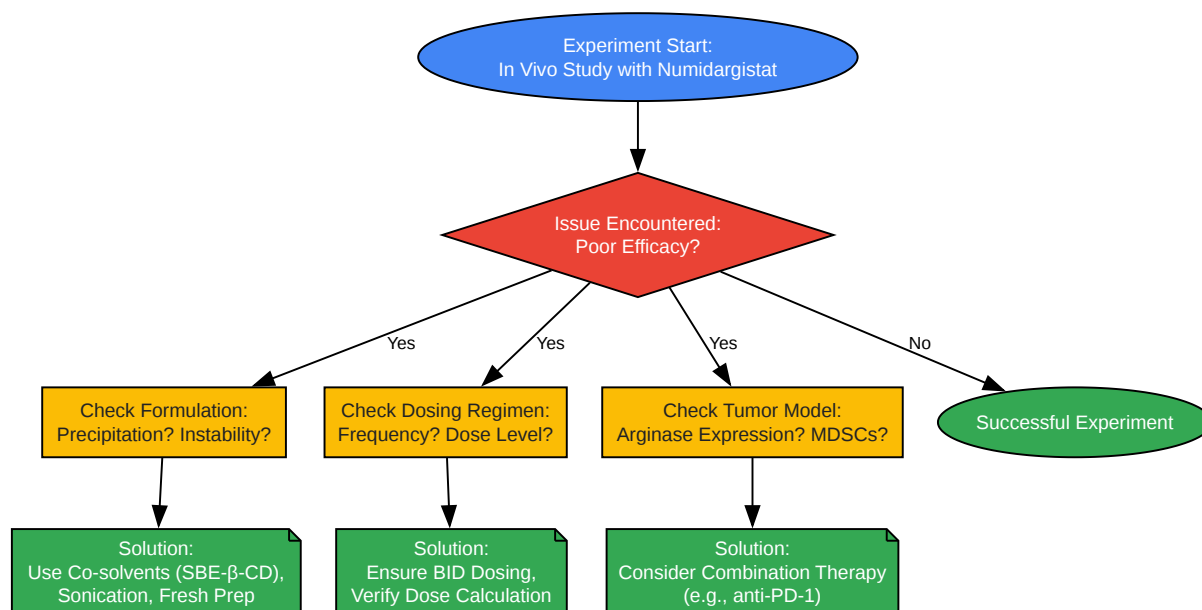 Experiment Start:
In Vivo Study with Numidargistat
Issue Encountered:
Poor Efficacy?
Yes
Yes
Yes
No
Check Formulation:
Precipitation? Instability?
Check Dosing Regimen:
Frequency? Dose Level?
Check Tumor Model:
Arginase Expression? MDSCs?
Successful Experiment
Solution:
Use Co-solvents (SBE-β-CD),
Sonication, Fresh Prep
Solution:
Ensure BID Dosing,
Verify Dose Calculation
Solution:
Consider Combination Therapy
(e.g., anti-PD-1)